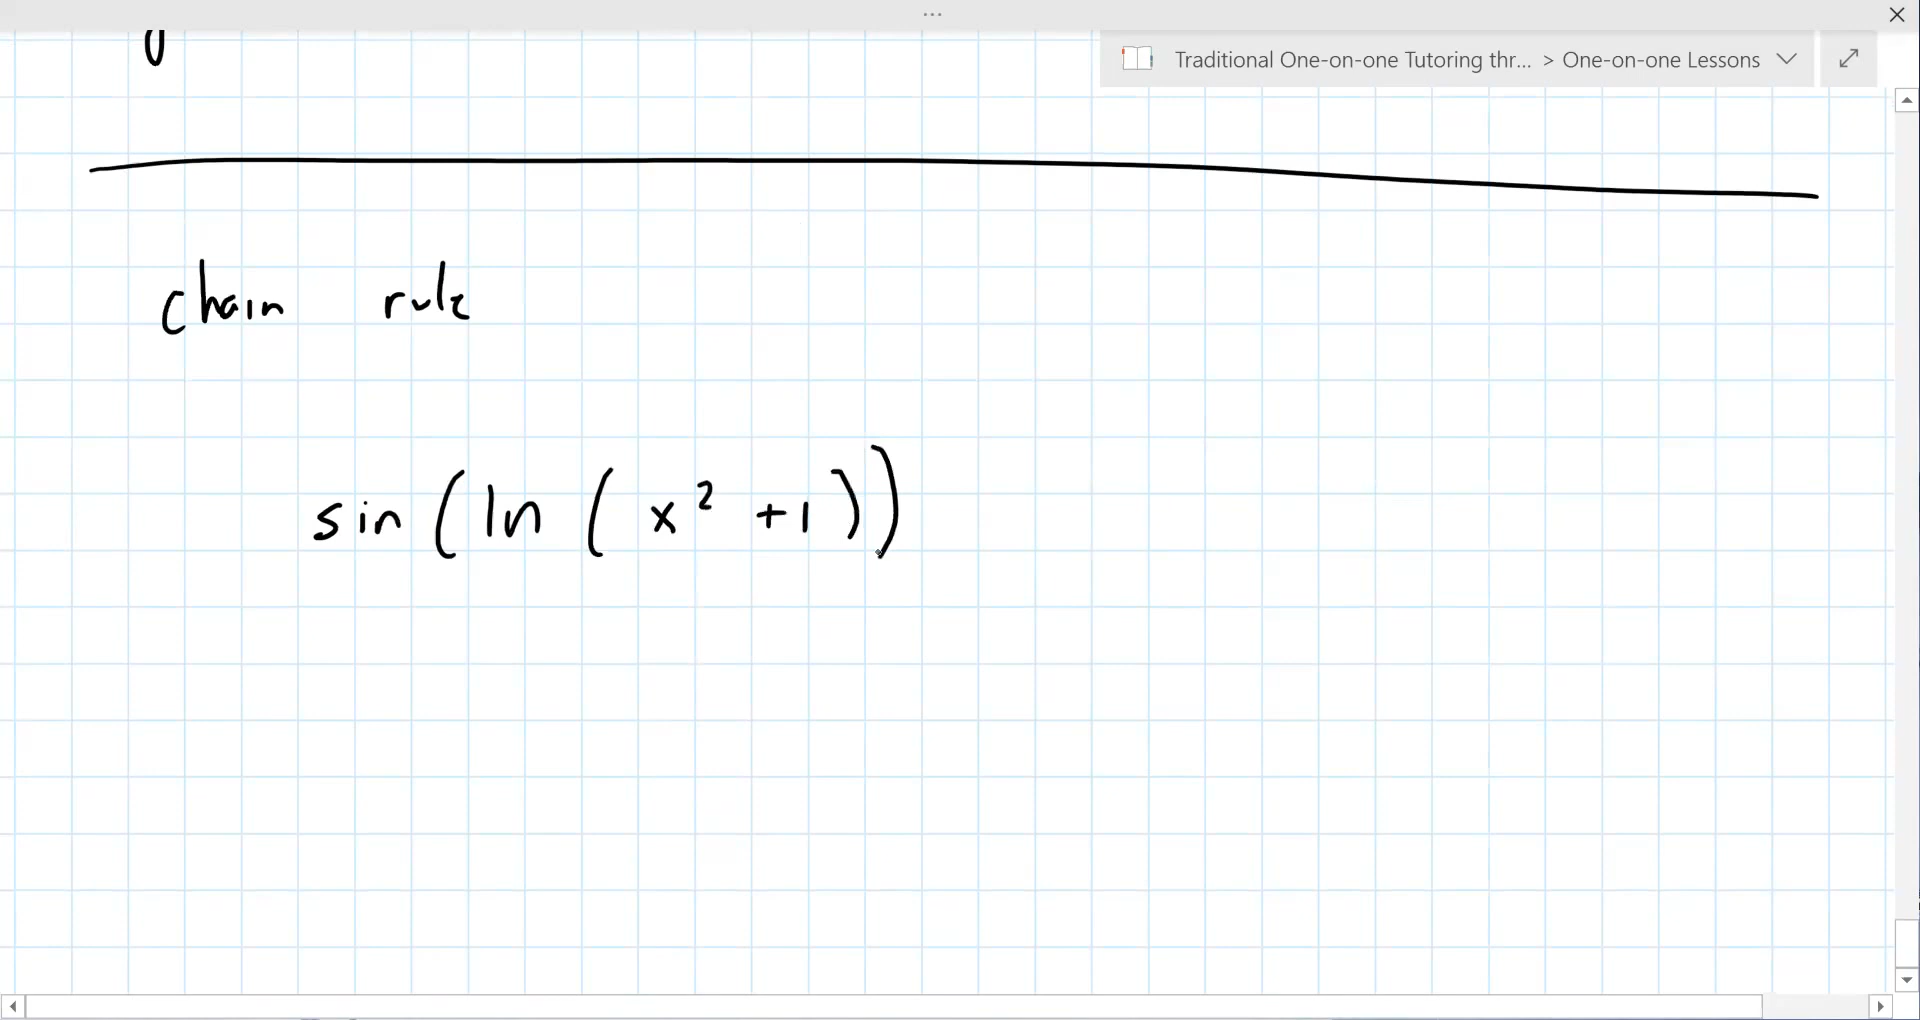 ...
Traditional One-on-one Tutoring thr... > One-on-one Lessons
chain rule
sin(ln(x² +1))